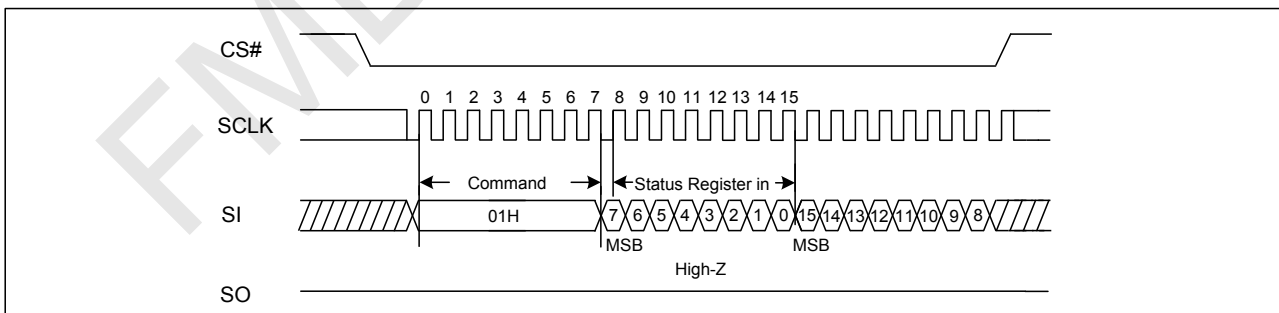 CS#
0 1 2 3 4 5 6 7 8 9 10 11 12 13 14 15
SCLK
Command Status Register in
SI 01H 7 6 5 4 3 2 1 0 15 14 13 12 11 10 9 8
MSB MSB
High-Z
SO